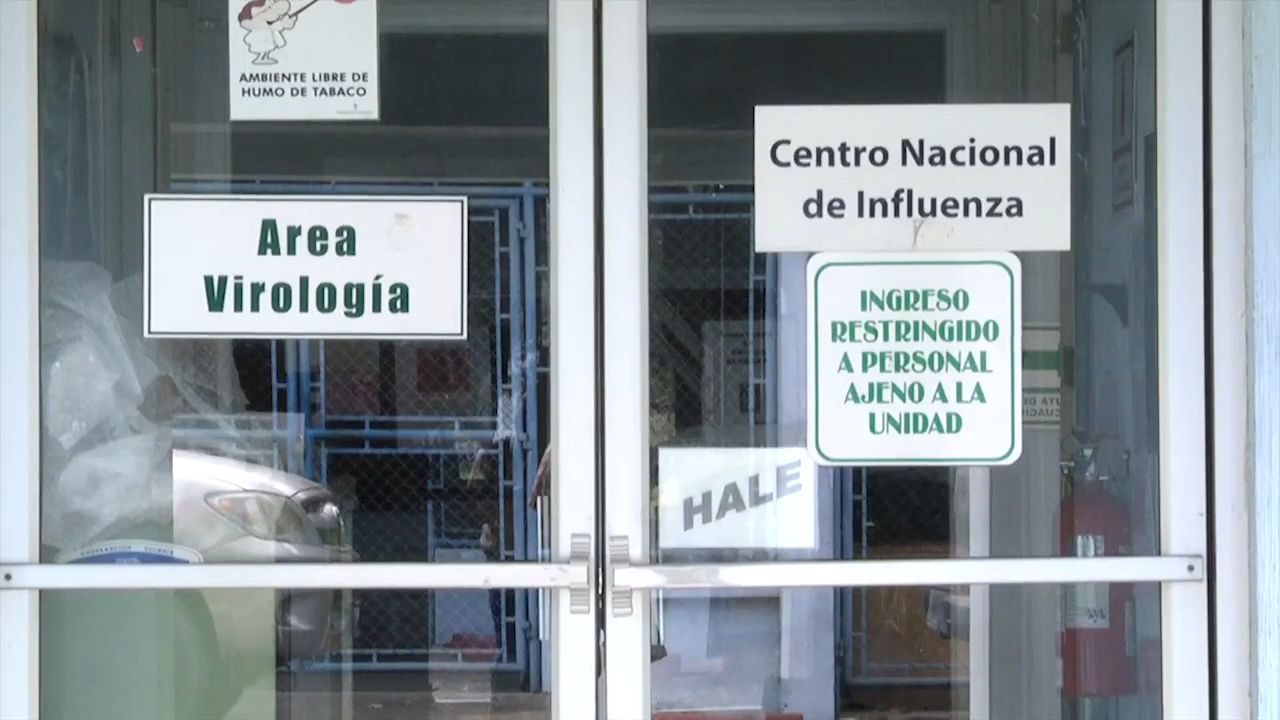 AMBIENTE LIBRE DE
HUMO DE TABACO
Area
Virología
Centro Nacional
de Influenza
INGRESO
RESTRINGIDO
A PERSONAL
AJENO A LA
UNIDAD
HALE